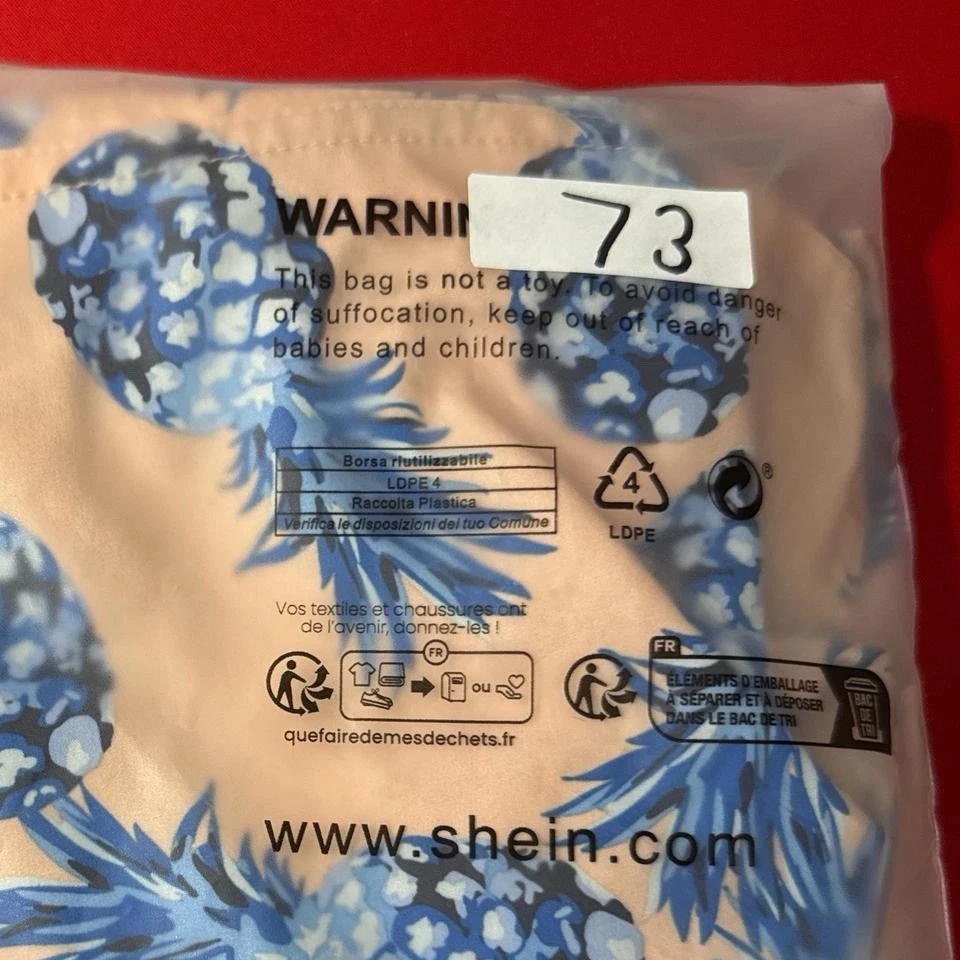 WARNIN
73
This bag is not a toy. To avoid danger
of suffocation, keep out of reach of
babies and children.
Borsa riutilizzabile
LDPE 4
Raccolta Plastica
Verifica le disposizioni del tuo Comune
4
LDPE
®
Vos textiles et chaussures ont
de l'avenir, donnez-les !
FR
ou
quefairedemesdechets.fr
FR
ÉLÉMENTS D'EMBALLAGE
À SÉPARER ET À DÉPOSER
DANS LE BAC DE TRI
BAC
DE
TRI
www.shein.com